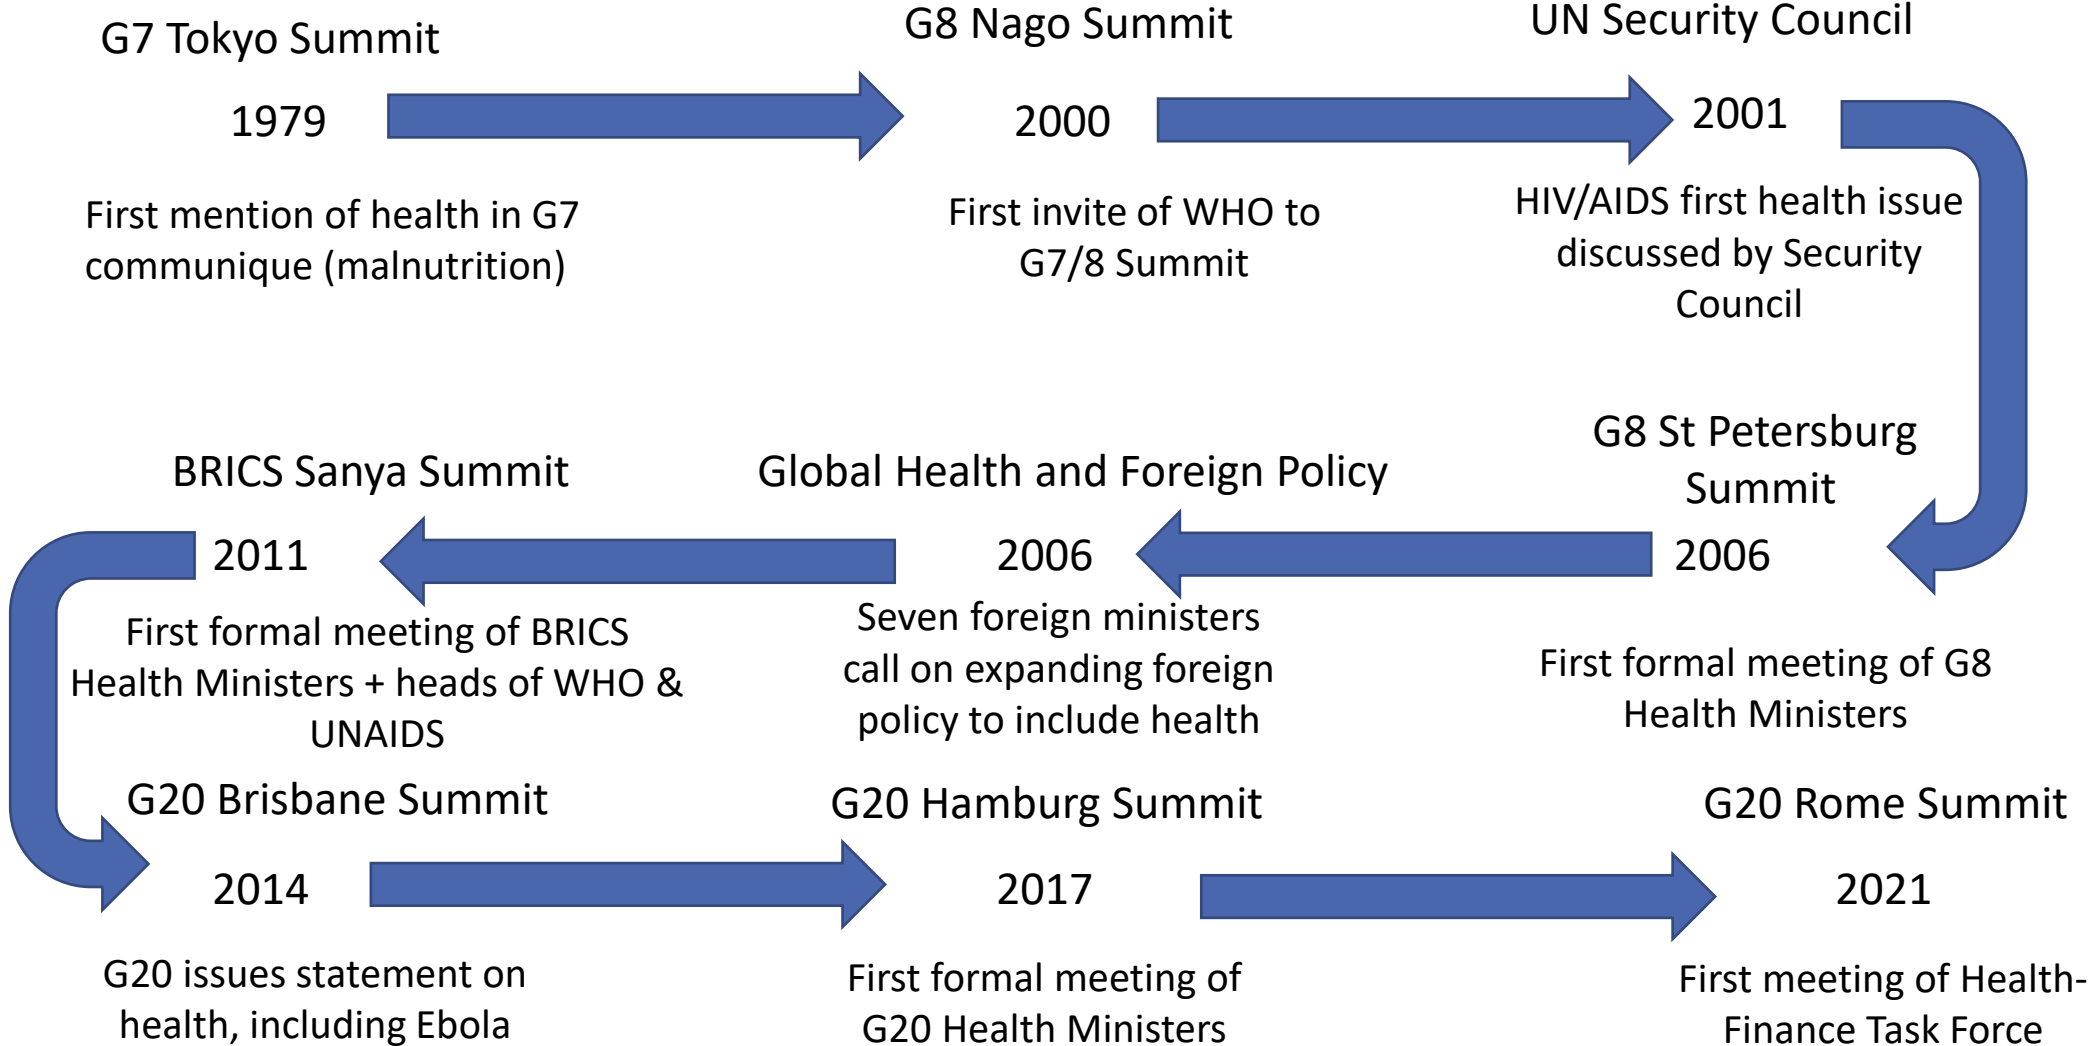 G7 Tokyo Summit
1979
First mention of health in G7
communique (malnutrition)
G8 Nago Summit
2000
First invite of WHO to
G7/8 Summit
UN Security Council
2001
HIV/AIDS first health issue
discussed by Security
Council
G8 St Petersburg
Summit
2006
First formal meeting of G8
Health Ministers
Global Health and Foreign Policy
2006
Seven foreign ministers
call on expanding foreign
policy to include health
BRICS Sanya Summit
2011
First formal meeting of BRICS
Health Ministers + heads of WHO &
UNAIDS
G20 Brisbane Summit
2014
G20 issues statement on
health, including Ebola
G20 Hamburg Summit
2017
First formal meeting of
G20 Health Ministers
G20 Rome Summit
2021
First meeting of Health-
Finance Task Force